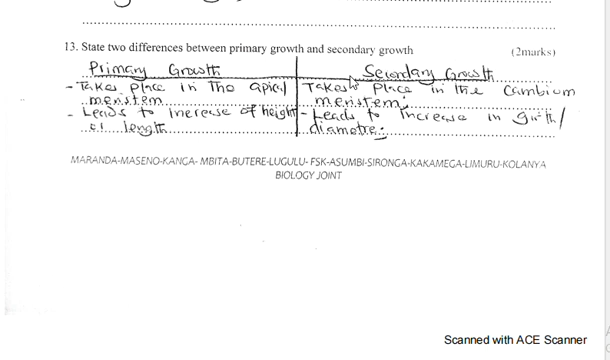 13. State two differences between primary growth and secondary growth (2marks)
Primary Growth Secondary Growth
- Takes place in the apical Takes place in the cambium
meristem meristem.
- Leads to increase of height - Leads to increase in girth/
length diametre.
MARANDA-MASENO-KANGA- MBITA-BUTERE-LUGULU- FSK-ASUMBI-SIRONGA-KAKAMEGA-LIMURU-KOLANYA
BIOLOGY JOINT
Scanned with ACE Scanner